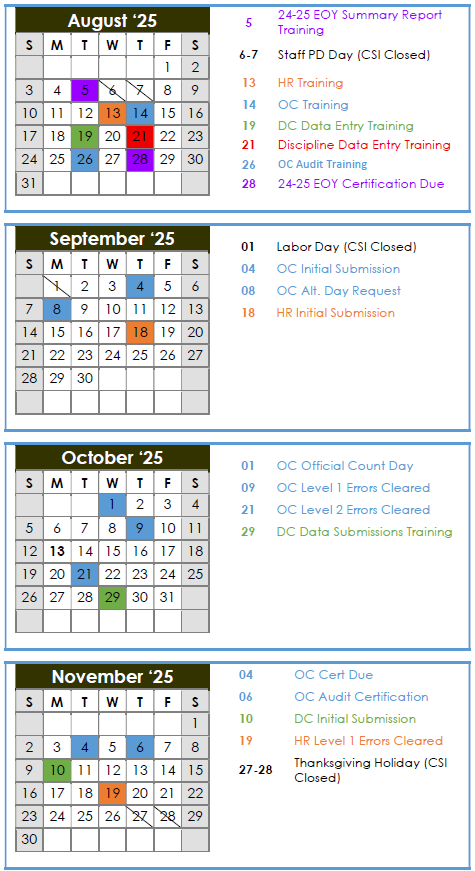 August ‘25
S M T W T F S
1 2
3 4 5 6 7 8 9
10 11 12 13 14 15 16
17 18 19 20 21 22 23
24 25 26 27 28 29 30
31
5 24-25 EOY Summary Report
Training
6-7 Staff PD Day (CSI Closed)
13 HR Training
14 OC Training
19 DC Data Entry Training
21 Discipline Data Entry Training
26 OC Audit Training
28 24-25 EOY Certification Due
September ‘25
S M T W T F S
1 2 3 4 5 6
7 8 9 10 11 12 13
14 15 16 17 18 19 20
21 22 23 24 25 26 27
28 29 30
01 Labor Day (CSI Closed)
04 OC Initial Submission
08 OC Alt. Day Request
18 HR Initial Submission
October ‘25
S M T W T F S
1 2 3 4
5 6 7 8 9 10 11
12 13 14 15 16 17 18
19 20 21 22 23 24 25
26 27 28 29 30 31
01 OC Official Count Day
09 OC Level 1 Errors Cleared
21 OC Level 2 Errors Cleared
29 DC Data Submissions Training
November ‘25
S M T W T F S
1
2 3 4 5 6 7 8
9 10 11 12 13 14 15
16 17 18 19 20 21 22
23 24 25 26 27 28 29
30
04 OC Cert Due
06 OC Audit Certification
10 DC Initial Submission
19 HR Level 1 Errors Cleared
27-28 Thanksgiving Holiday (CSI
Closed)